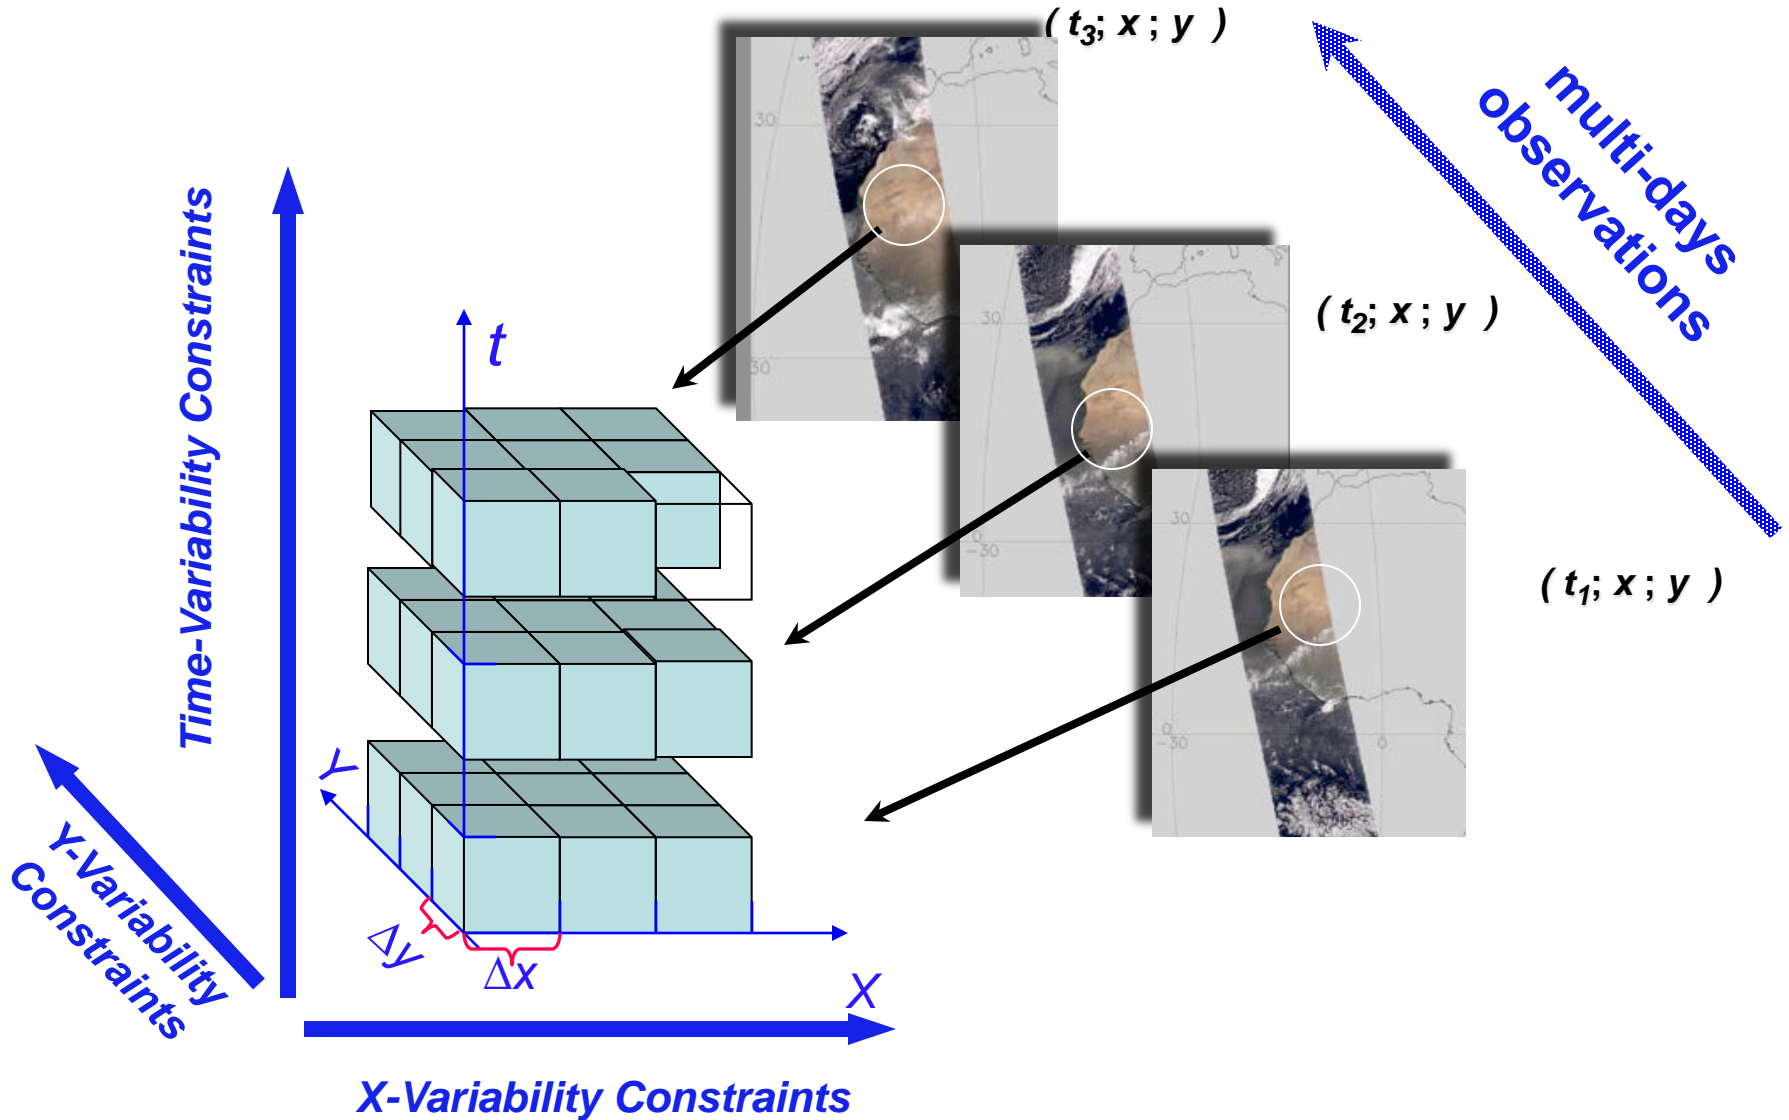 ( t3; x ; y )
multi-days
observations
30
30
( t2; x ; y )
30
0
-30
( t1; x ; y )
30
0
-30
0
Time-Variability Constraints
t
Y
Y-Variability
Constraints
Δy
Δx
X
X-Variability Constraints